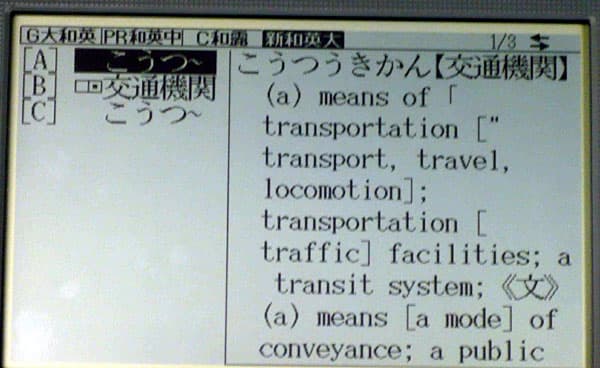 G大和英 PR和英中 C和露 新和英大 1/3
[A] こうつ~
[B] 交通機関
[C] こうつ~
こうつうきかん【交通機関】
(a) means of「
transportation ["
transport, travel,
locomotion];
transportation [
traffic] facilities; a
transit system; 《文》
(a) means [a mode] of
conveyance; a public